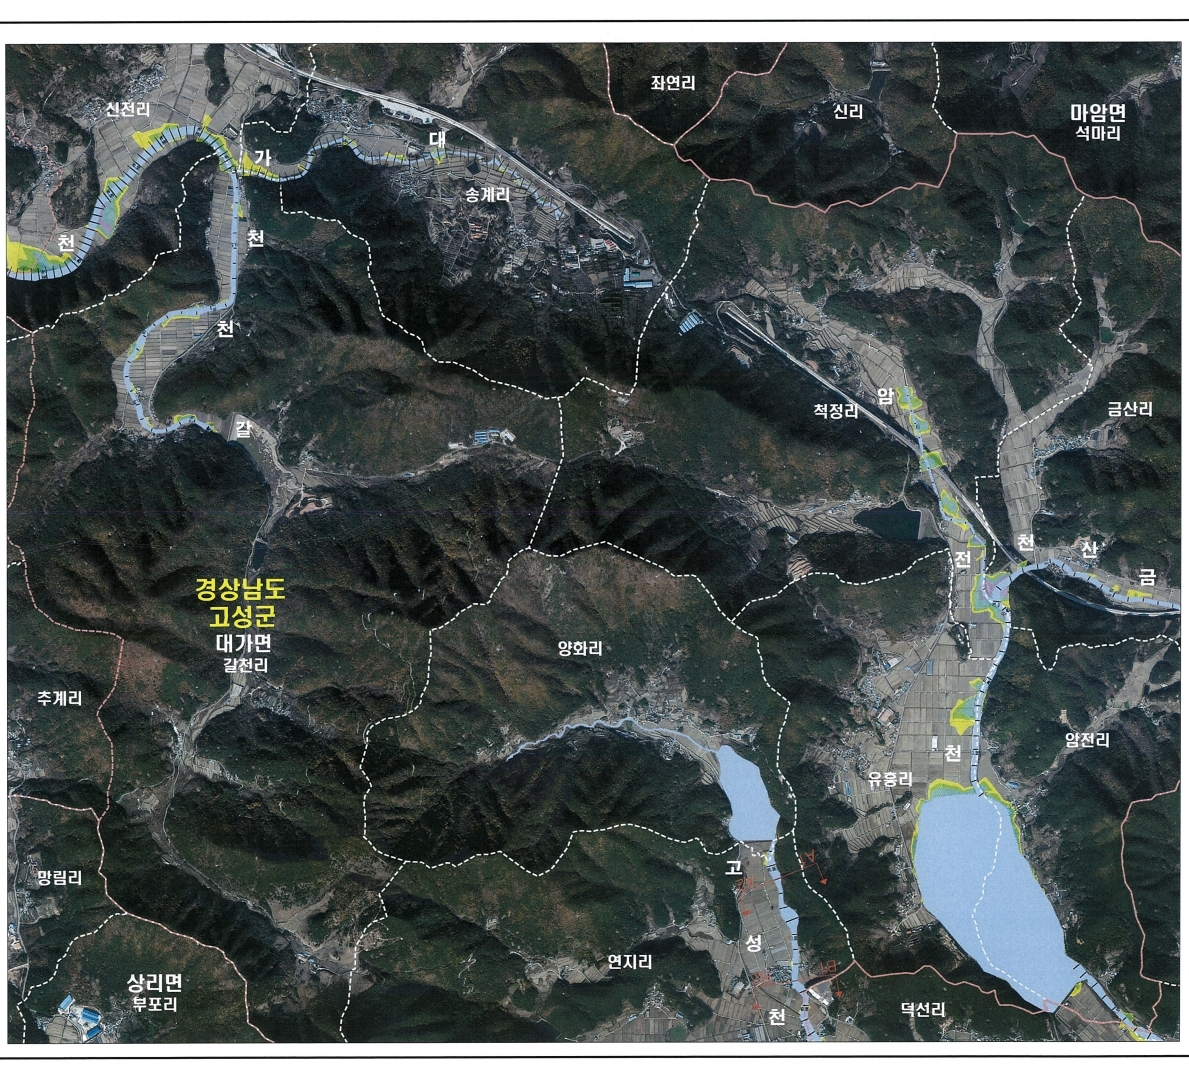 좌연리
신리
마암면
석마리
신전리
대
가
송계리
천
천
천
암
척정리
금산리
갈
천
산
전
금
경상남도
고성군
대가면
갈천리
양화리
추계리
암전리
천
유흥리
고
망림리
성
연지리
상리면
부포리
덕선리
천